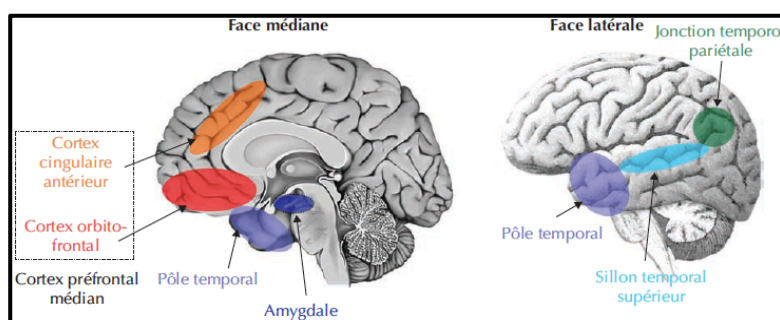 Face médiane
Face latérale
Jonction temporo
pariétale
Cortex
cingulaire
antérieur
Cortex orbito-
frontal
Cortex préfrontal
médian
Pôle temporal
Amygdale
Pôle temporal
Sillon temporal
supérieur